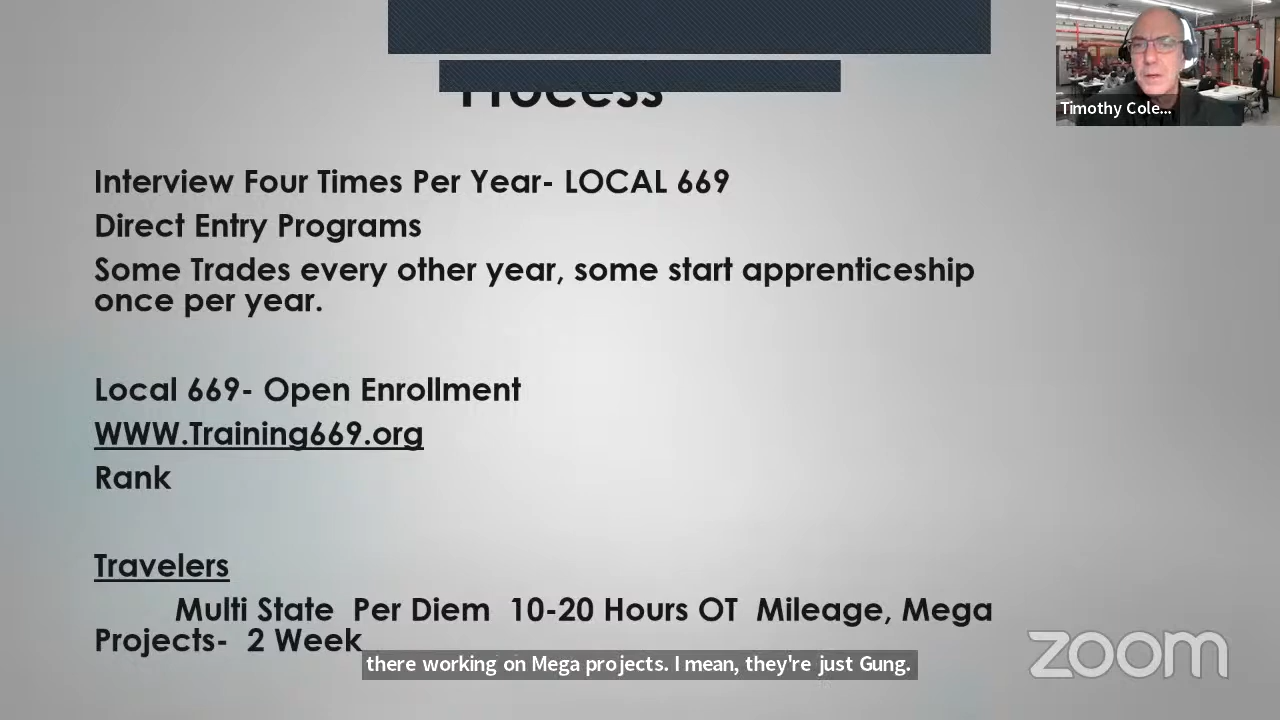 Process
Timothy Cole...
Interview Four Times Per Year- LOCAL 669
Direct Entry Programs
Some Trades every other year, some start apprenticeship
once per year.
Local 669- Open Enrollment
WWW.Training669.org
Rank
Travelers
Multi State Per Diem 10-20 Hours OT Mileage, Mega
Projects- 2 Week
there working on Mega projects. I mean, they're just Gung.
zoom